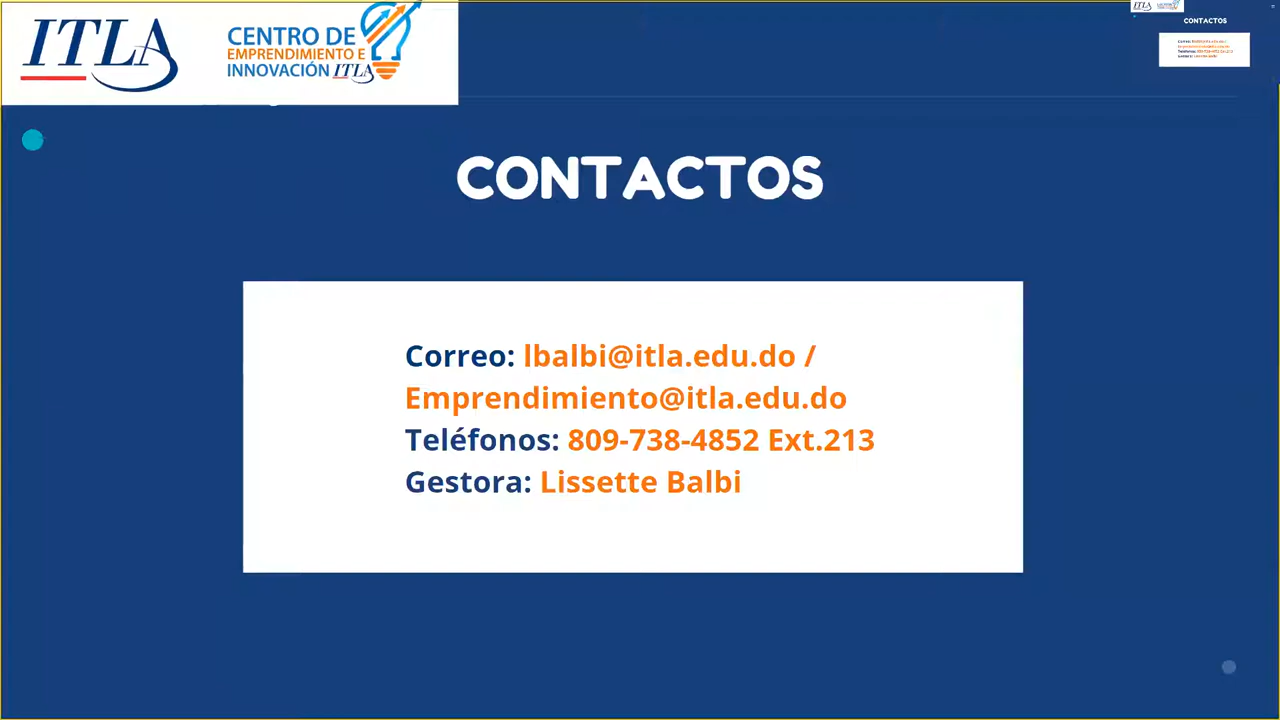 ITLA
CENTRO DE
EMPRENDIMIENTO E
INNOVACIÓN ITLA
CONTACTOS
CONTACTOS
Correo: lbalbi@itla.edu.do /
Emprendimiento@itla.edu.do
Teléfonos: 809-738-4852 Ext.213
Gestora: Lissette Balbi